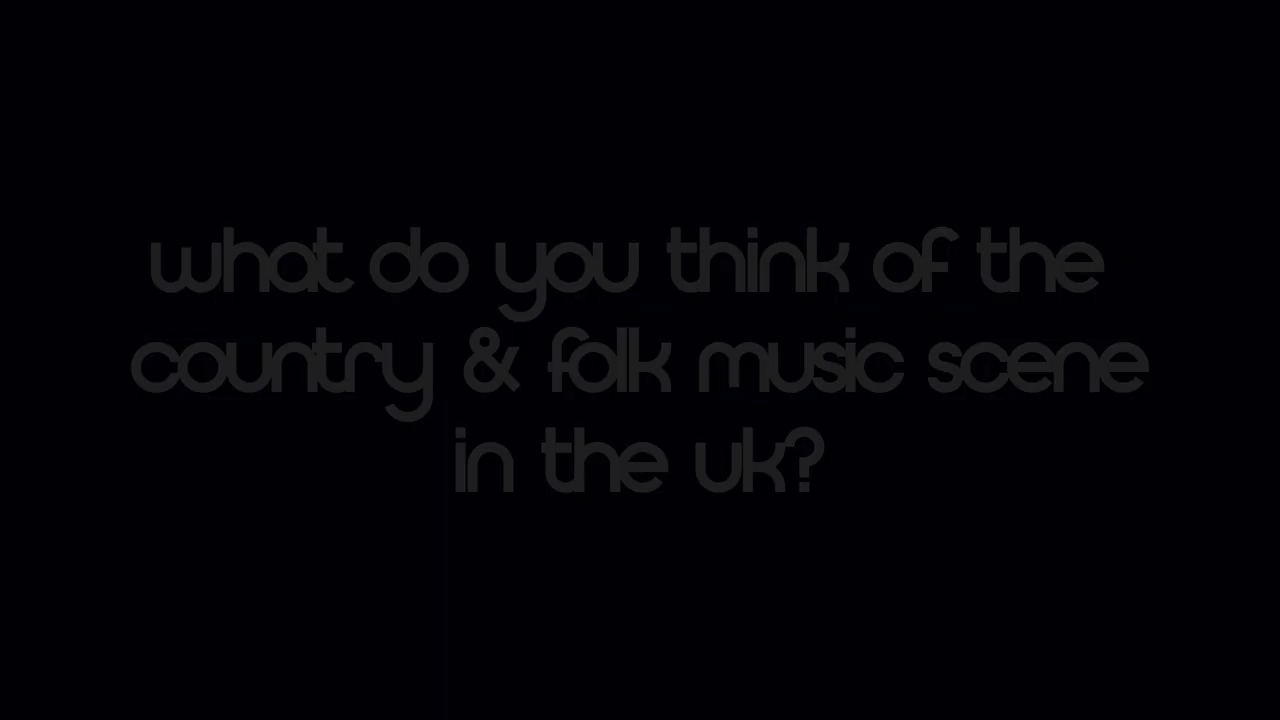 what do you think of the
country & folk music scene
in the uk?